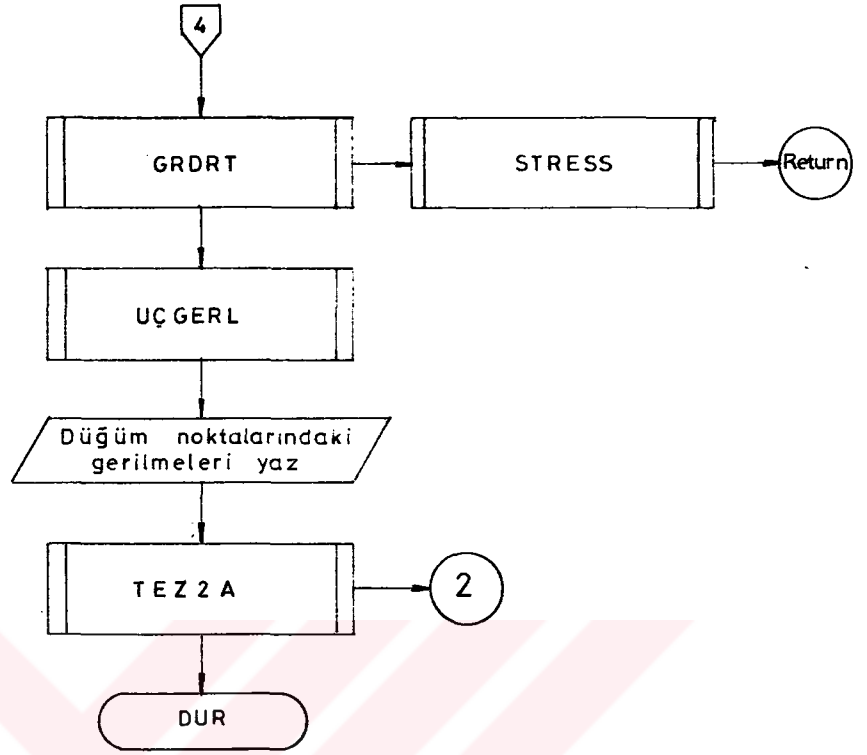 4
GRDRT
STRESS
Return
UÇGERL
Düğüm noktalarındaki
gerilmeleri yaz
TEZ2A
2
DUR